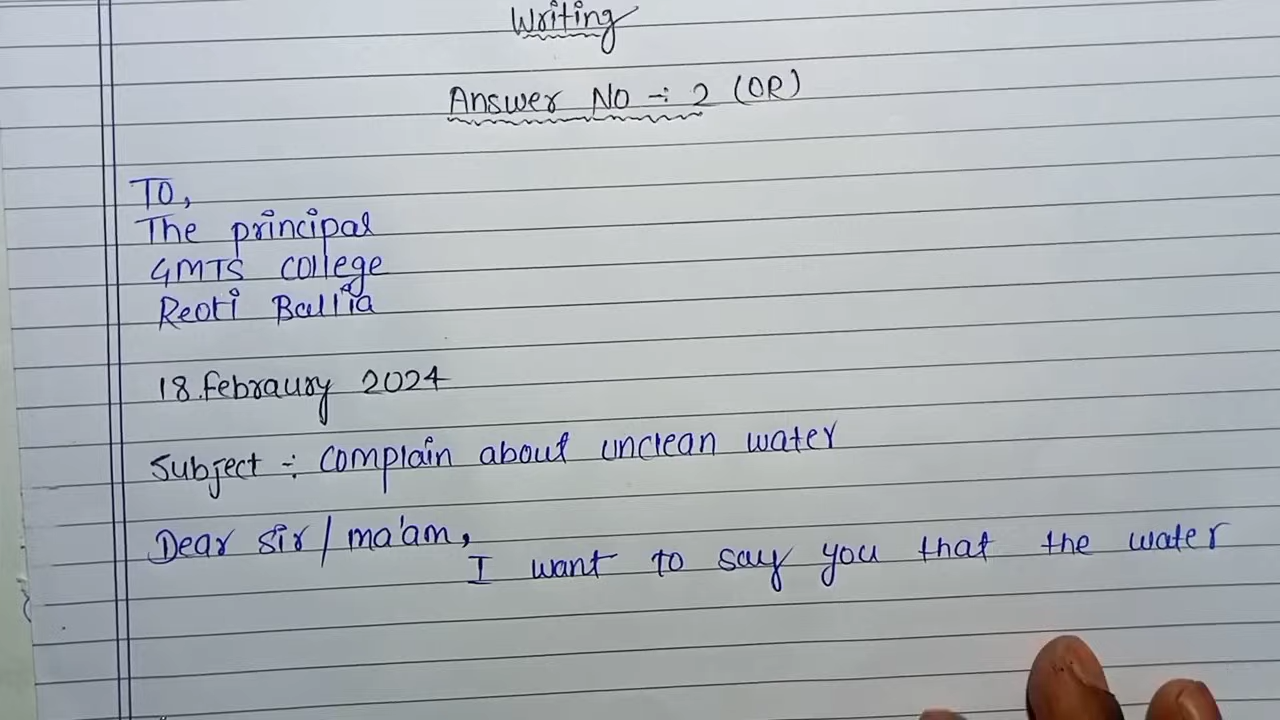 Writing
Answer No -: 2 (OR)
To,
The principal
GMTS college
Reoti Ballia
18.febraury 2024
Subject -: complain about unclean water
Dear sir/ma'am,
I want to say you that the water